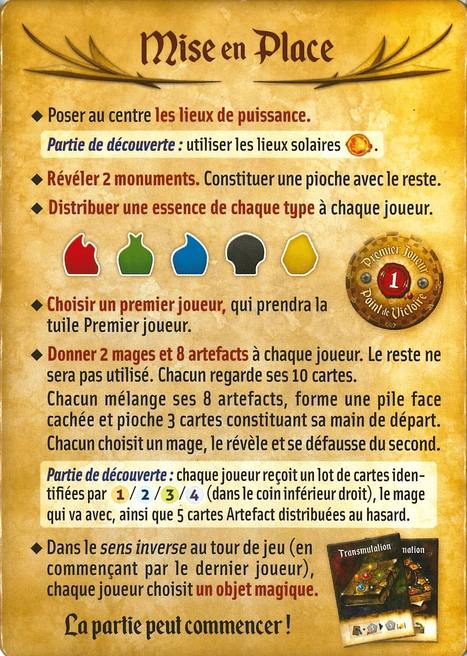 Mise en Place
◆ Poser au centre les lieux de puissance.
Partie de découverte : utiliser les lieux solaires .
◆ Révéler 2 monuments. Constituer une pioche avec le reste.
◆ Distribuer une essence de chaque type à chaque joueur.
Premier Joueur
1
Point de Victoire
◆ Choisir un premier joueur, qui prendra la
tuile Premier joueur.
◆ Donner 2 mages et 8 artefacts à chaque joueur. Le reste ne
sera pas utilisé. Chacun regarde ses 10 cartes.
Chacun mélange ses 8 artefacts, forme une pile face
cachée et pioche 3 cartes constituant sa main de départ.
Chacun choisit un mage, le révèle et se défausse du second.
Partie de découverte : chaque joueur reçoit un lot de cartes iden-
tifiées par 1 / 2 / 3 / 4 (dans le coin inférieur droit), le mage
qui va avec, ainsi que 5 cartes Artefact distribuées au hasard.
◆ Dans le sens inverse au tour de jeu (en
commençant par le dernier joueur),
chaque joueur choisit un objet magique.
Transmutation
nation
La partie peut commencer !